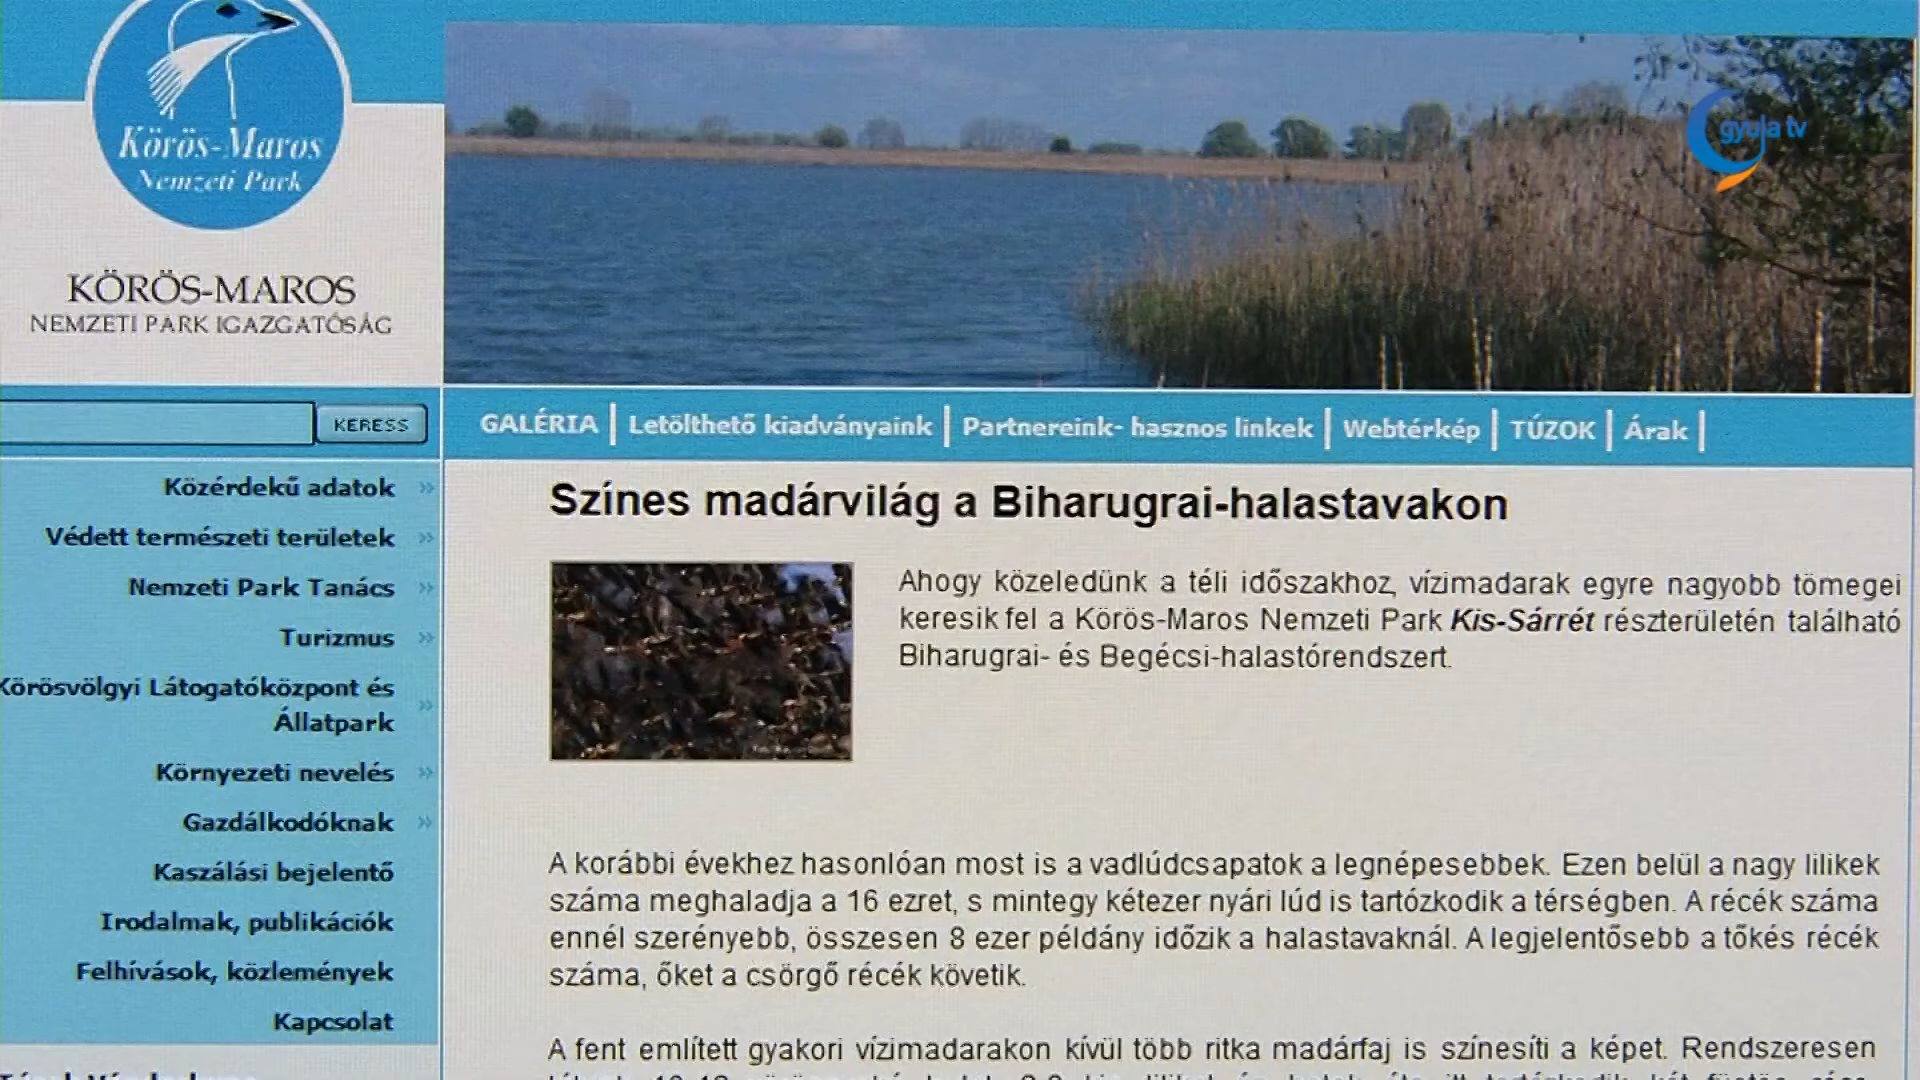 Körös-Maros
Nemzeti Park
gyula tv
KÖRÖS-MAROS
NEMZETI PARK IGAZGATÓSÁG
KERESS
GALÉRIA | Letölthető kiadványaink | Partnereink- hasznos linkek | Webtérkép | TÚZOK | Árak |
Közérdekű adatok »
Védett természeti területek »
Nemzeti Park Tanács »
Turizmus »
Körösvölgyi Látogatóközpont és »
Állatpark
Környezeti nevelés »
Gazdálkodóknak »
Kaszálási bejelentő
Irodalmak, publikációk
Felhívások, közlemények
Kapcsolat
Színes madárvilág a Biharugrai-halastavakon
Ahogy közeledünk a téli időszakhoz, vízimadarak egyre nagyobb tömegei
keresik fel a Körös-Maros Nemzeti Park Kis-Sárrét részterületén található
Biharugrai- és Begécsi-halastórendszert.
A korábbi évekhez hasonlóan most is a vadlúdcsapatok a legnépesebbek. Ezen belül a nagy lilikek
száma meghaladja a 16 ezret, s mintegy kétezer nyári lúd is tartózkodik a térségben. A récék száma
ennél szerényebb, összesen 8 ezer példány időzik a halastavaknál. A legjelentősebb a tőkés récék
száma, őket a csörgő récék követik.
A fent említett gyakori vízimadarakon kívül több ritka madárfaj is színesíti a képet. Rendszeresen